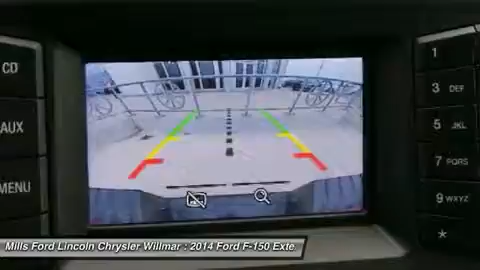 CD
AUX
MENU
1
3 DEF
5 JKL
7 PQRS
9 WXYZ
*
Mills Ford Lincoln Chrysler Willmar : 2014 Ford F-150 Exte